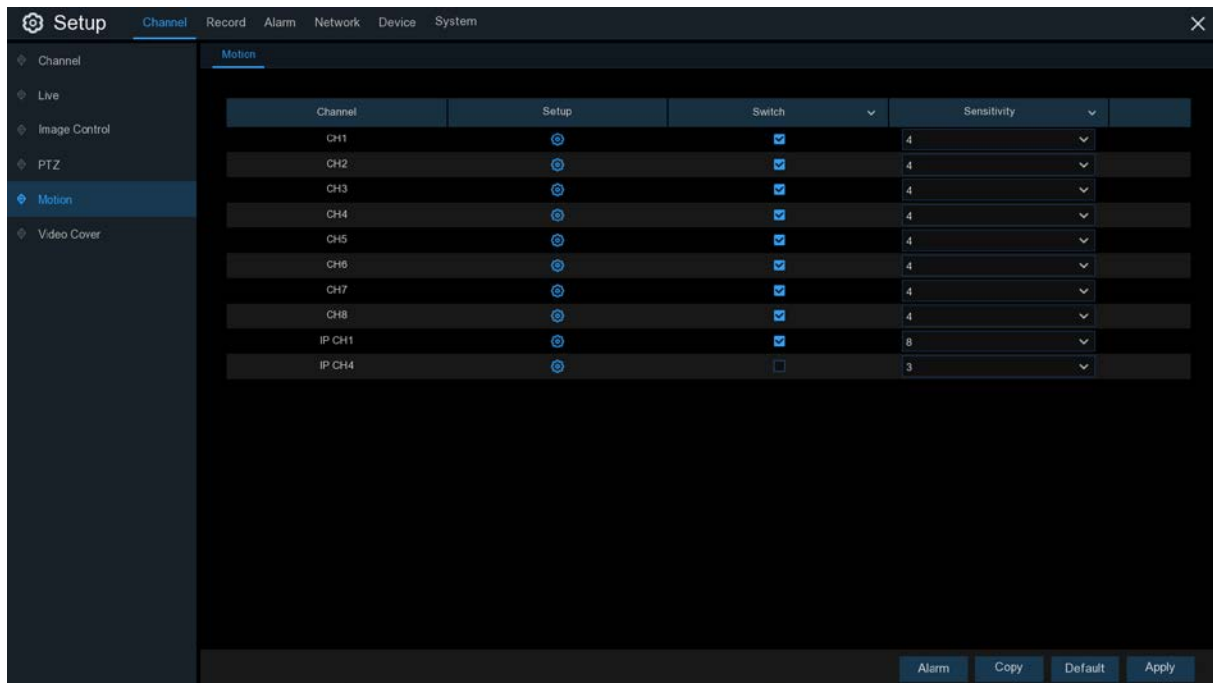 Setup Channel Record Alarm Network Device System
Channel
Live
Image Control
PTZ
Motion
Video Cover
Motion
Channel Setup Switch Sensitivity
CH1 4
CH2 4
CH3 4
CH4 4
CH5 4
CH6 4
CH7 4
CH8 4
IP CH1 8
IP CH4 3
Alarm Copy Default Apply